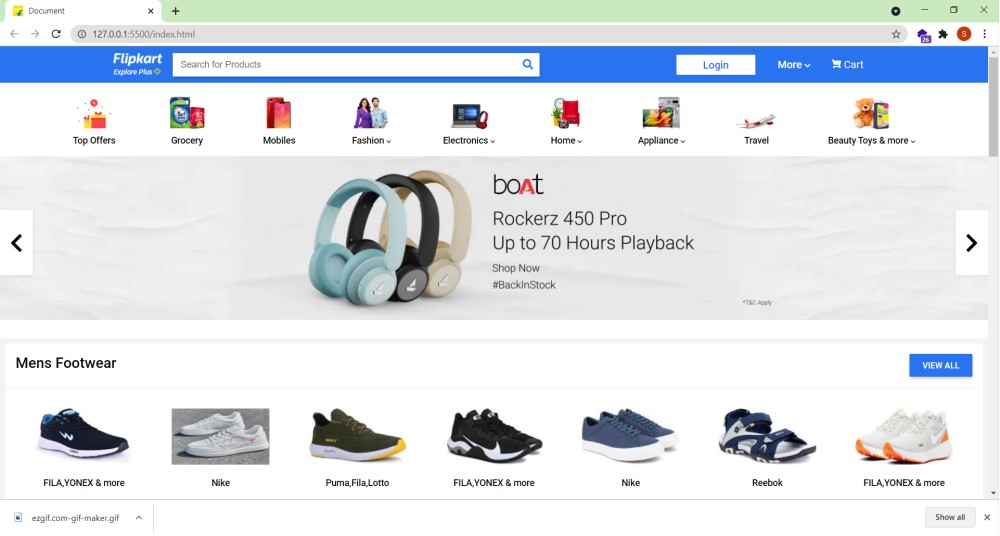 Document
127.0.0.1:5500/index.html
26
S
Flipkart
Explore Plus
Search for Products
Login
More
Cart
Top Offers
Grocery
Mobiles
Fashion
Electronics
Home
Appliance
Travel
Beauty Toys & more
boAt
Rockerz 450 Pro
Up to 70 Hours Playback
Shop Now
#BackInStock
*T&C Apply
Mens Footwear
VIEW ALL
FILA,YONEX & more
Nike
Puma,Fila,Lotto
FILA,YONEX & more
Nike
Reebok
FILA,YONEX & more
ezgif.com-gif-maker.gif
Show all